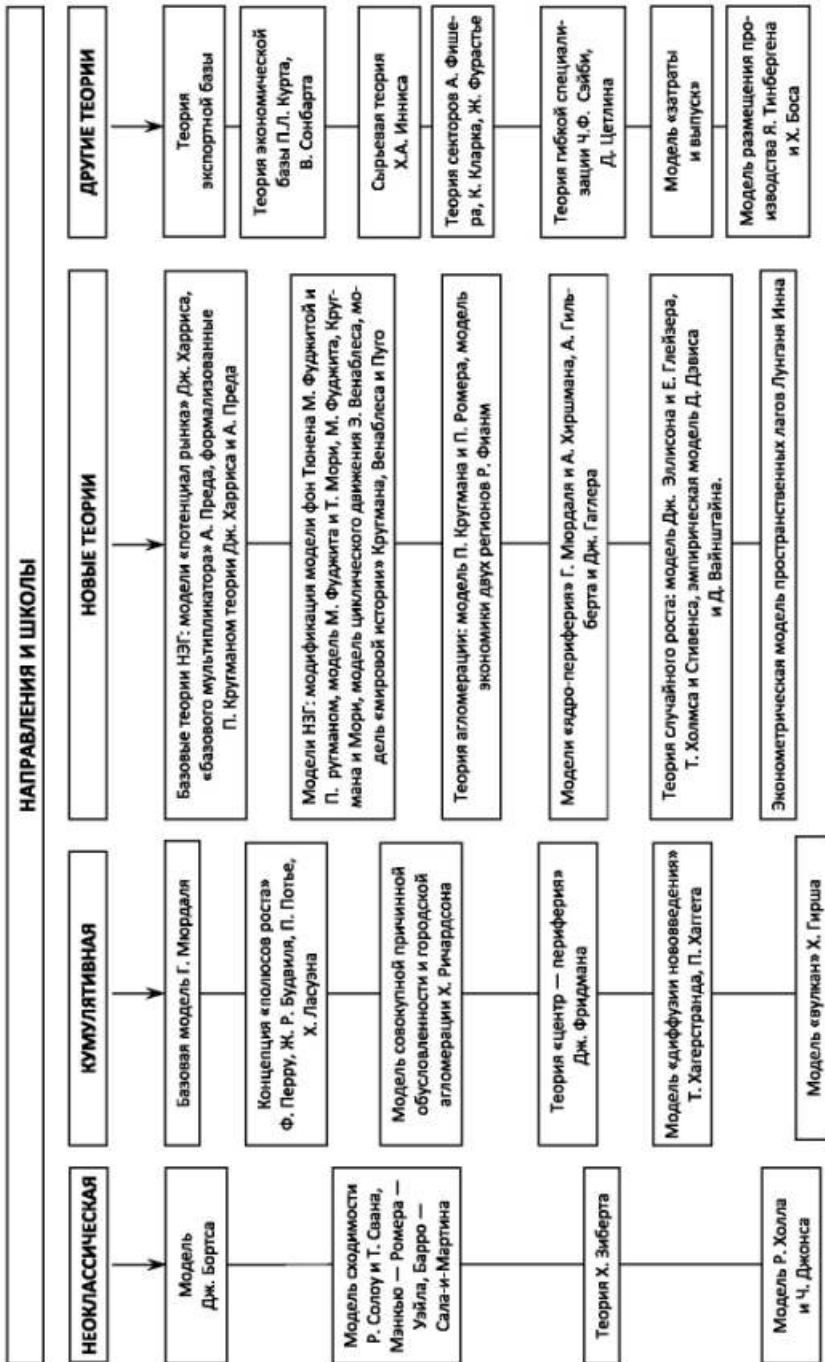 НАПРАВЛЕНИЯ И ШКОЛЫ
НЕОКЛАССИЧЕСКАЯ
Модель
Дж. Бортса
Модель сходимости
Р. Солоу и Т. Свана,
Мэнкью — Ромера —
Уэйла, Барро —
Сала-и-Мартина
Теория Х. Зиберта
Модель Р. Холла
и Ч. Джонса
КУМУЛЯТИВНАЯ
Базовая модель Г. Мюрдаля
Концепция «полюсов роста»
Ф. Перру, Ж. Р. Будвиля, П. Потье,
Х. Ласуэна
Модель совокупной причинной
обусловленности и городской
агломерации Х. Ричардсона
Теория «центр — периферия»
Дж. Фридмана
Модель «диффузии нововведения»
Т. Хагерстранда, П. Хаггета
Модель «вулкан» Х. Гирша
НОВЫЕ ТЕОРИИ
Базовые теории НЭГ: модели «потенциал рынка» Дж. Харриса,
«базового мультипликатора» А. Преда, формализованные
П. Кругманом теории Дж. Харриса и А. Преда
Модели НЭГ: модификация модели фон Тюнена М. Фуджитой и
П. ругманом, модель М. Фуджита и Т. Мори, М. Фуджита, Круг-
мана и Мори, модель циклического движения Э. Венаблеса, мо-
дель «мировой истории» Кругмана, Венаблеса и Пуго
Теория агломерации: модель П. Кругмана и П. Ромера, модель
экономики двух регионов Р. Фианм
Модели «ядро-периферия» Г. Мюрдаля и А. Хиршмана, А. Гиль-
берта и Дж. Гаглера
Теория случайного роста: модель Дж. Эллисона и Е. Глейзера,
Т. Холмса и Стивенса, эмпирическая модель Д. Дэвиса
и Д. Вайнштайна.
Эконометрическая модель пространственных лагов Лунганя Инна
ДРУГИЕ ТЕОРИИ
Теория
экспортной базы
Теория экономической
базы П.Л. Курта,
В. Сонбарта
Сырьевая теория
Х.А. Инниса
Теория секторов А. Фише-
ра, К. Кларка, Ж. Фурастье
Теория гибкой специали-
зации Ч.Ф. Сэйби,
Д. Цетлина
Модель «затраты
и выпуск»
Модель размещения про-
изводства Я. Тинбергена
и Х. Боса